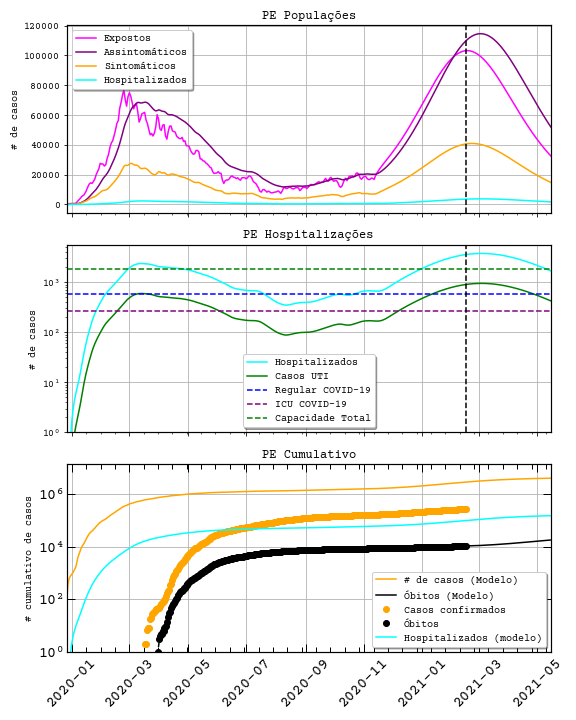 PE Populações
120000
100000
80000
60000
40000
20000
0
# de casos
Expostos
Assintomáticos
Sintomáticos
Hospitalizados
PE Hospitalizações
10³
10²
10¹
10⁰
# de casos
Hospitalizados
Casos UTI
Regular COVID-19
ICU COVID-19
Capacidade Total
PE Cumulativo
10⁶
10⁴
10²
10⁰
# cumulativo de casos
# de casos (Modelo)
Óbitos (Modelo)
Casos confirmados
Óbitos
Hospitalizados (modelo)
2020-01
2020-03
2020-05
2020-07
2020-09
2020-11
2021-01
2021-03
2021-05